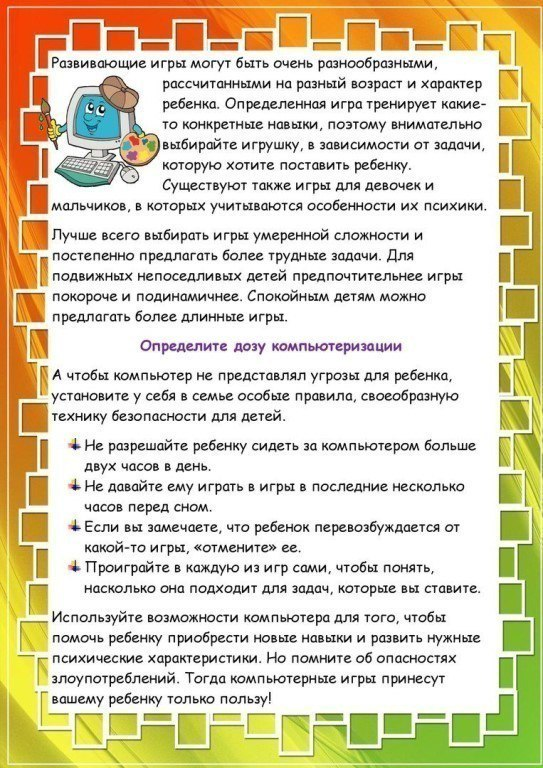 Развивающие игры могут быть очень разнообразными,
рассчитанными на разный возраст и характер
ребенка. Определенная игра тренирует какие-
то конкретные навыки, поэтому внимательно
выбирайте игрушку, в зависимости от задачи,
которую хотите поставить ребенку.
Существуют также игры для девочек и
мальчиков, в которых учитываются особенности их психики.
Лучше всего выбирать игры умеренной сложности и
постепенно предлагать более трудные задачи. Для
подвижных непоседливых детей предпочтительнее игры
покороче и подинамичнее. Спокойным детям можно
предлагать более длинные игры.
Определите дозу компьютеризации
А чтобы компьютер не представлял угрозы для ребенка,
установите у себя в семье особые правила, своеобразную
технику безопасности для детей.
Не разрешайте ребенку сидеть за компьютером больше
двух часов в день.
Не давайте ему играть в игры в последние несколько
часов перед сном.
Если вы замечаете, что ребенок перевозбуждается от
какой-то игры, «отмените» ее.
Проиграйте в каждую из игр сами, чтобы понять,
насколько она подходит для задач, которые вы ставите.
Используйте возможности компьютера для того, чтобы
помочь ребенку приобрести новые навыки и развить нужные
психические характеристики. Но помните об опасностях
злоупотреблений. Тогда компьютерные игры принесут
вашему ребенку только пользу!